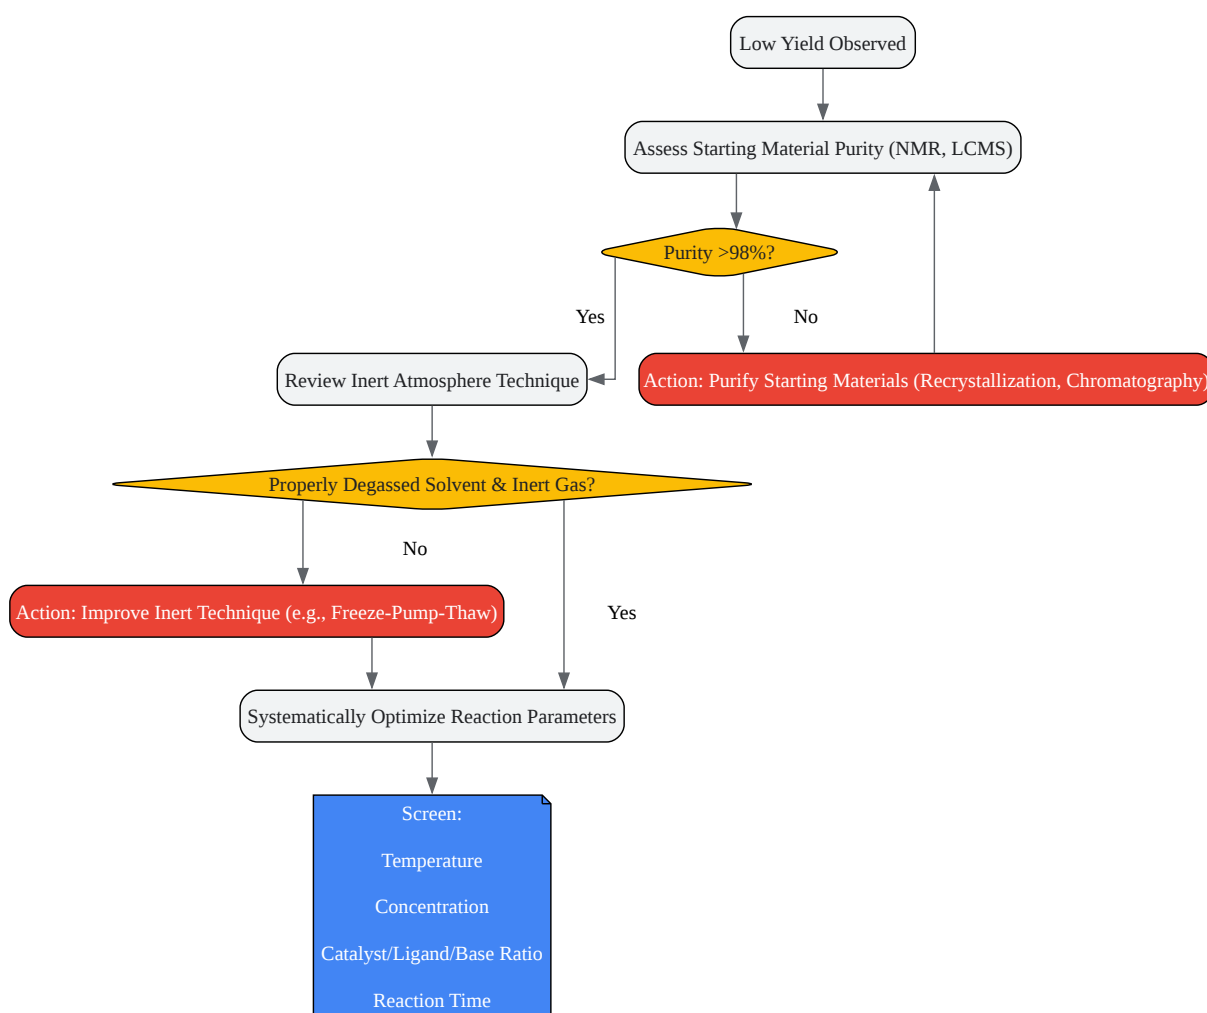 Low Yield Observed
Assess Starting Material Purity (NMR, LCMS)
Purity >98%?
Yes
No
Review Inert Atmosphere Technique
Action: Purify Starting Materials (Recrystallization, Chromatography)
Properly Degassed Solvent & Inert Gas?
No
Action: Improve Inert Technique (e.g., Freeze-Pump-Thaw)
Yes
Systematically Optimize Reaction Parameters
Screen:
Temperature
Concentration
Catalyst/Ligand/Base Ratio
Reaction Time